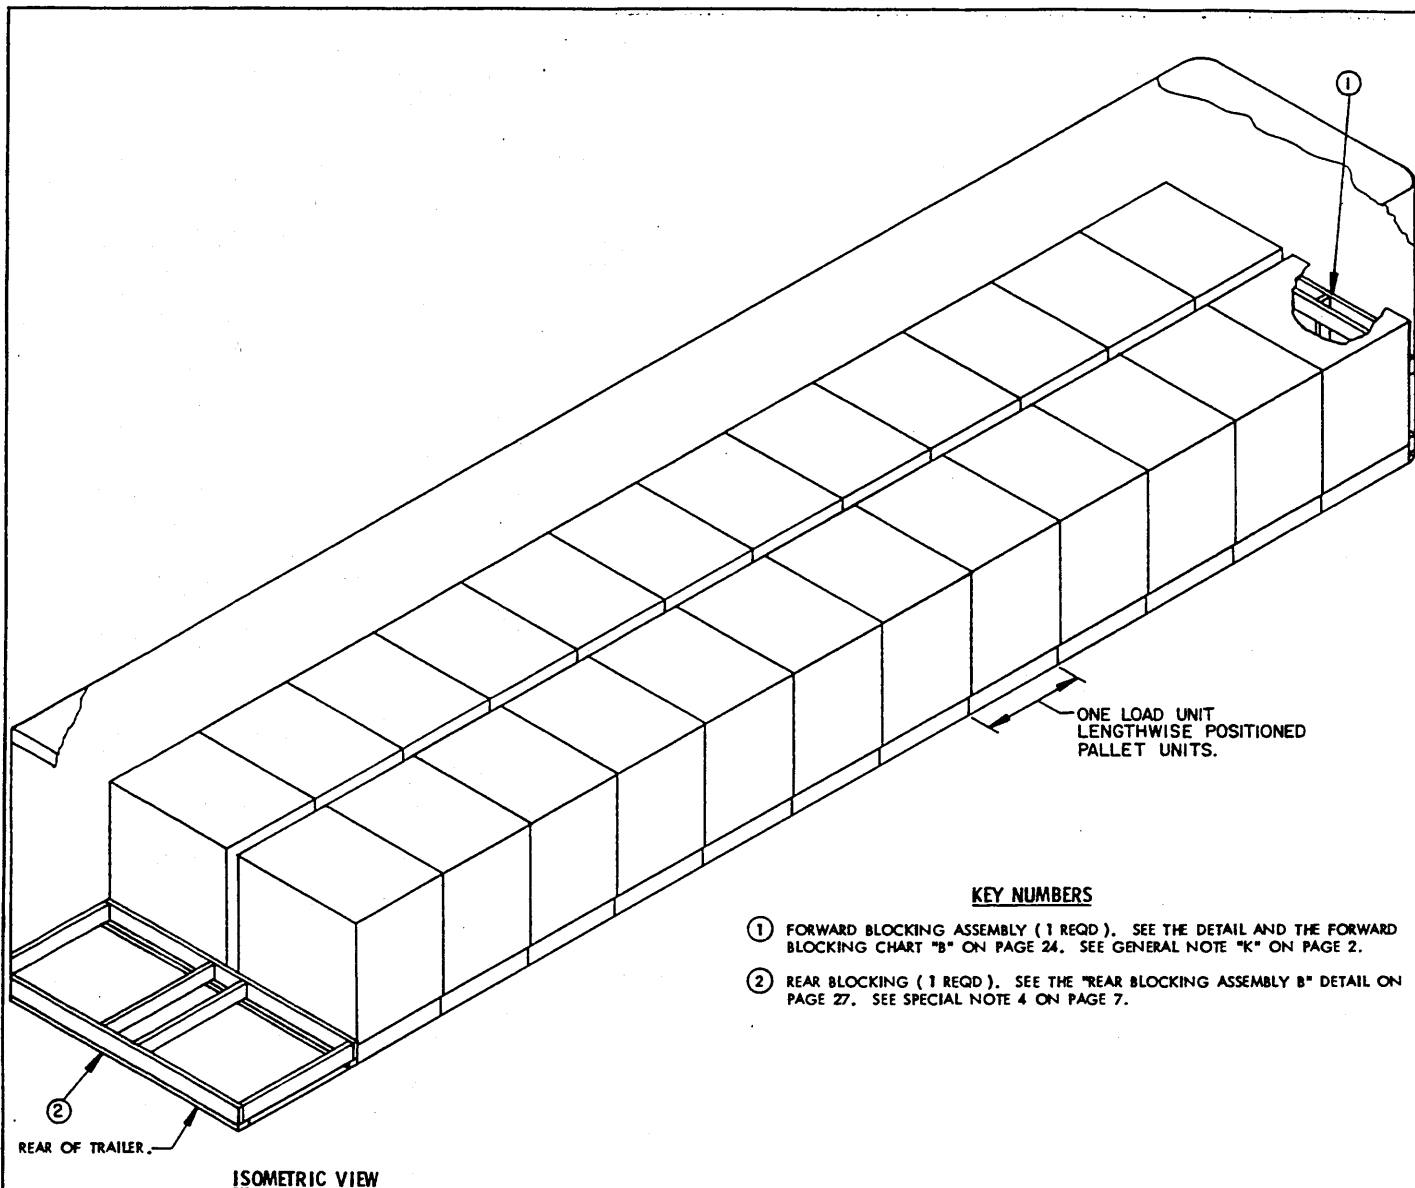 1
ONE LOAD UNIT
LENGTHWISE POSITIONED
PALLET UNITS.
KEY NUMBERS
1 FORWARD BLOCKING ASSEMBLY ( 1 REQD ). SEE THE DETAIL AND THE FORWARD
BLOCKING CHART "B" ON PAGE 24. SEE GENERAL NOTE "K" ON PAGE 2.
2 REAR BLOCKING ( 1 REQD ). SEE THE "REAR BLOCKING ASSEMBLY B" DETAIL ON
PAGE 27. SEE SPECIAL NOTE 4 ON PAGE 7.
2
REAR OF TRAILER.
ISOMETRIC VIEW